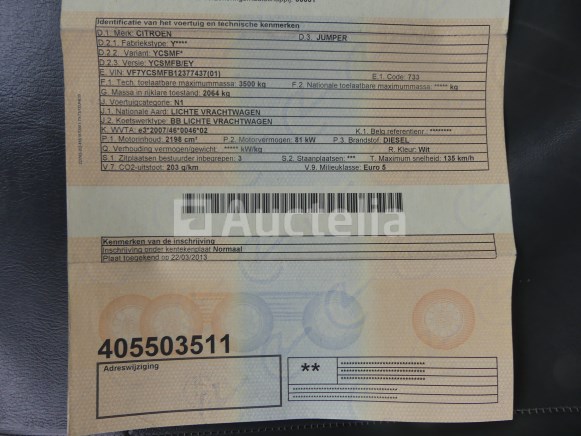 Identificatie van het voertuig en technische kenmerken
D.1. Merk: CITROEN D.3. JUMPER
D.2.1. Fabriekstype: Y****
D.2.2. Variant: YCSMF*
D.2.3. Versie: YCSMFB/EY
E. VIN: VF7YCSMFB12377437(01) E.1. Code: 733
F.1. Tech. toelaatbare maximummassa: 3500 kg F.2. Nationale toelaatbare maximummassa: ***** kg
G. Massa in rijklare toestand: 2064 kg
J. Voertuigcategorie: N1
J.1. Nationale Aard: LICHTE VRACHTWAGEN
J.2. Koetswerktype: BB LICHTE VRACHTWAGEN
K. WVTA: e3*2007/46*0046*02 K.1. Belg referentienr.: ********
P.1. Motorinhoud: 2198 cm³ P.2. Motorvermogen: 81 kW P.3. Brandstof: DIESEL
Q. Verhouding vermogen/gewicht: ***** kW/kg R. Kleur: Wit
S.1. Zitplaatsen bestuurder inbegrepen: 3 S.2. Staanplaatsen: *** T. Maximum snelheid: 135 km/h
V.7. CO2-uitstoot: 203 g/km V.9. Milieuklasse: Euro 5
Auctelia
Kenmerken van de inschrijving
Inschrijving onder kentekenplaat Normaal
Plaat toegekend op 22/03/2013
405503511
Adreswijziging
**